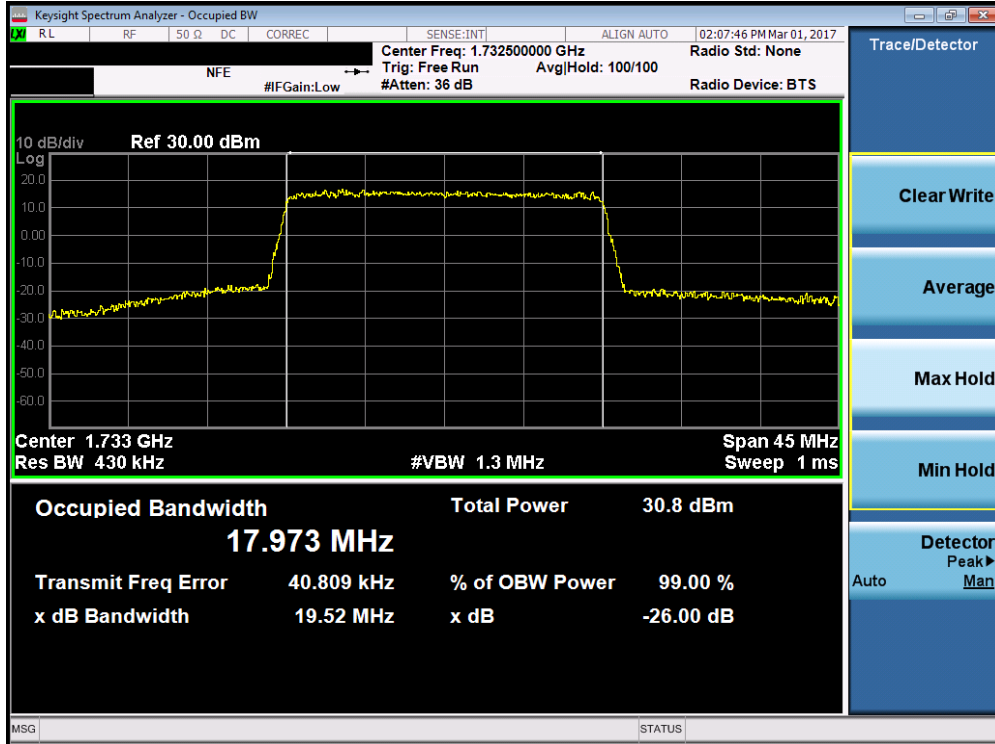 Keysight Spectrum Analyzer - Occupied BW
LXI RL RF 50 Ω DC CORREC SENSE:INT ALIGN AUTO 02:07:46 PM Mar 01, 2017
Center Freq: 1.732500000 GHz Radio Std: None
NFE Trig: Free Run Avg|Hold: 100/100
#IFGain:Low #Atten: 36 dB Radio Device: BTS
10 dB/div Ref 30.00 dBm
Log
20.0
10.0
0.00
-10.0
-20.0
-30.0
-40.0
-50.0
-60.0
Center 1.733 GHz Span 45 MHz
Res BW 430 kHz #VBW 1.3 MHz Sweep 1 ms
Occupied Bandwidth Total Power 30.8 dBm
17.973 MHz
Transmit Freq Error 40.809 kHz % of OBW Power 99.00 %
x dB Bandwidth 19.52 MHz x dB -26.00 dB
MSG STATUS
Trace/Detector
Clear Write
Average
Max Hold
Min Hold
Detector
Peak▶
Auto Man